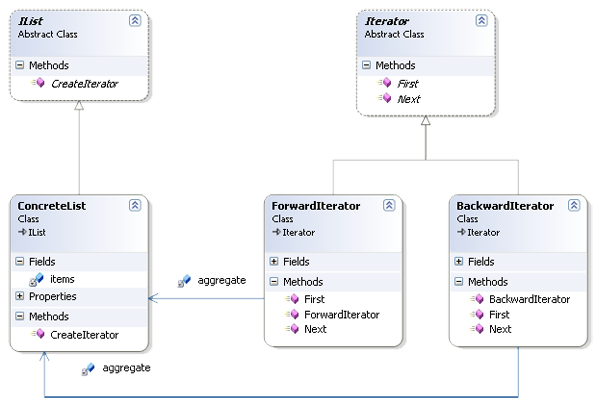 IList
Abstract Class
Methods
CreateIterator
Iterator
Abstract Class
Methods
First
Next
ConcreteList
Class
IList
Fields
items
Properties
Methods
CreateIterator
aggregate
ForwardIterator
Class
Iterator
Fields
Methods
First
ForwardIterator
Next
BackwardIterator
Class
Iterator
Fields
Methods
BackwardIterator
First
Next
aggregate